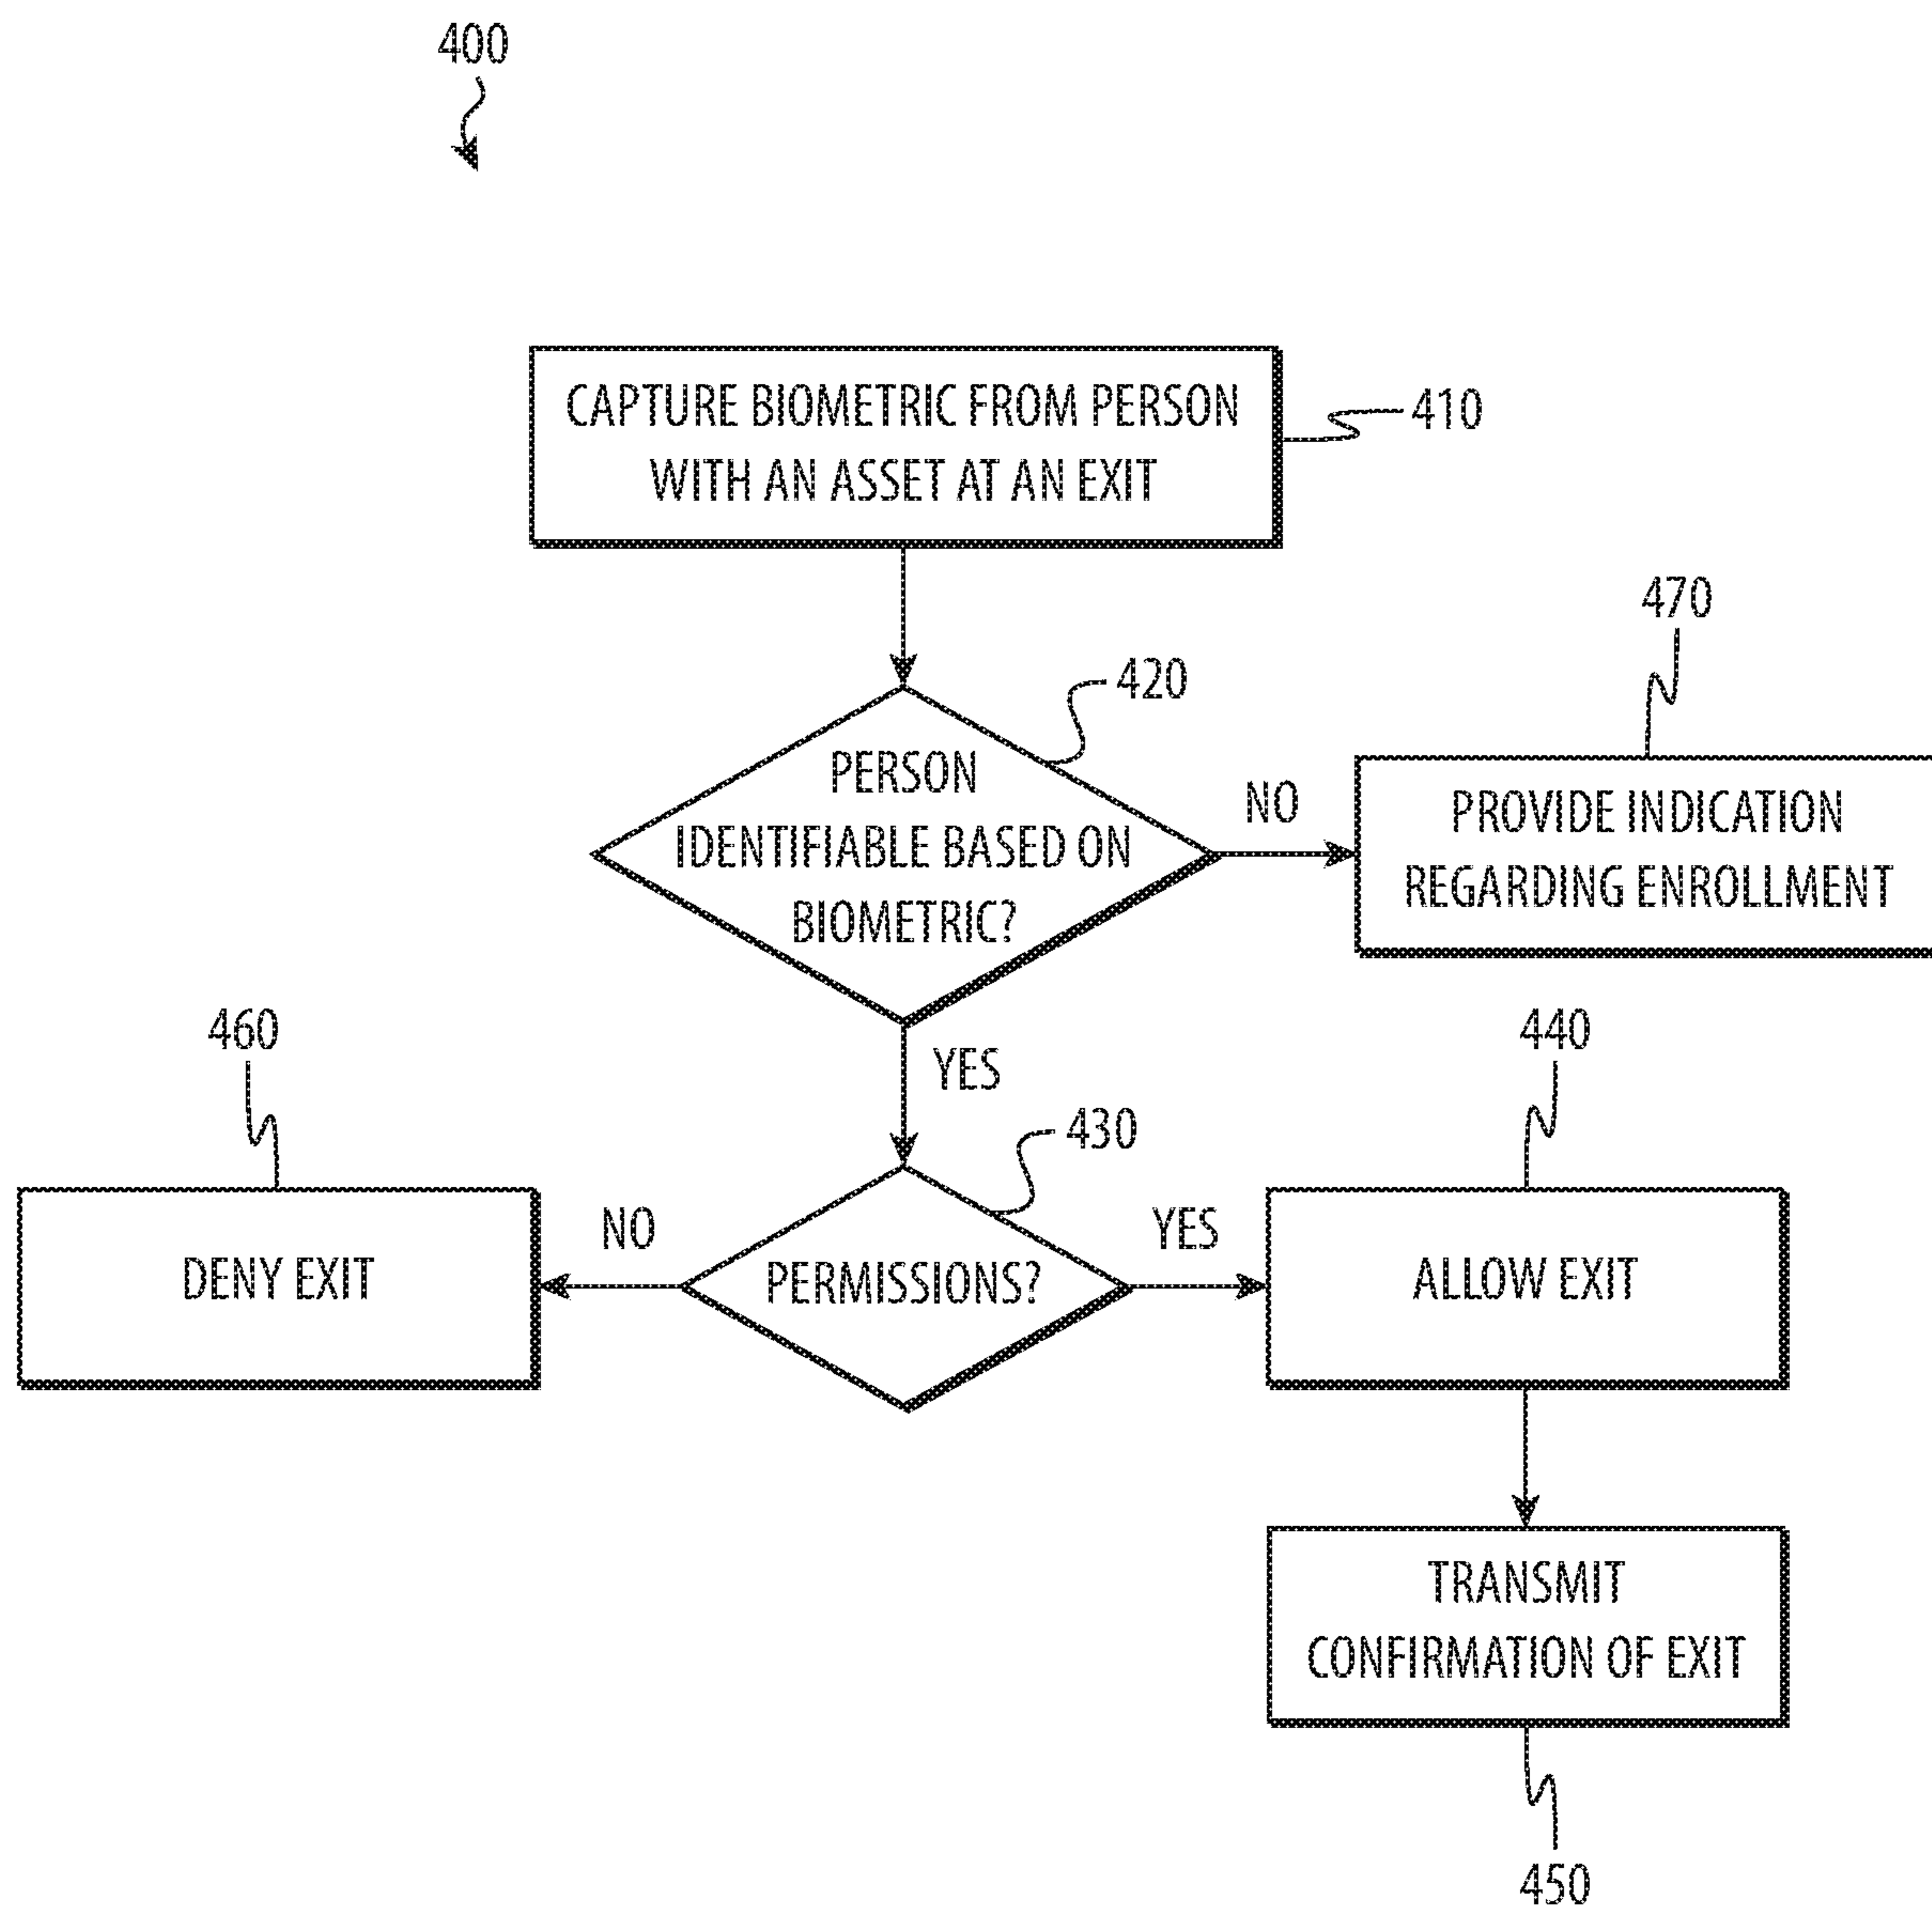 400
CAPTURE BIOMETRIC FROM PERSON
WITH AN ASSET AT AN EXIT
410
420
470
PERSON
IDENTIFIABLE BASED ON
BIOMETRIC?
NO
PROVIDE INDICATION
REGARDING ENROLLMENT
YES
460
430
440
DENY EXIT
NO
PERMISSIONS?
YES
ALLOW EXIT
TRANSMIT
CONFIRMATION OF EXIT
450